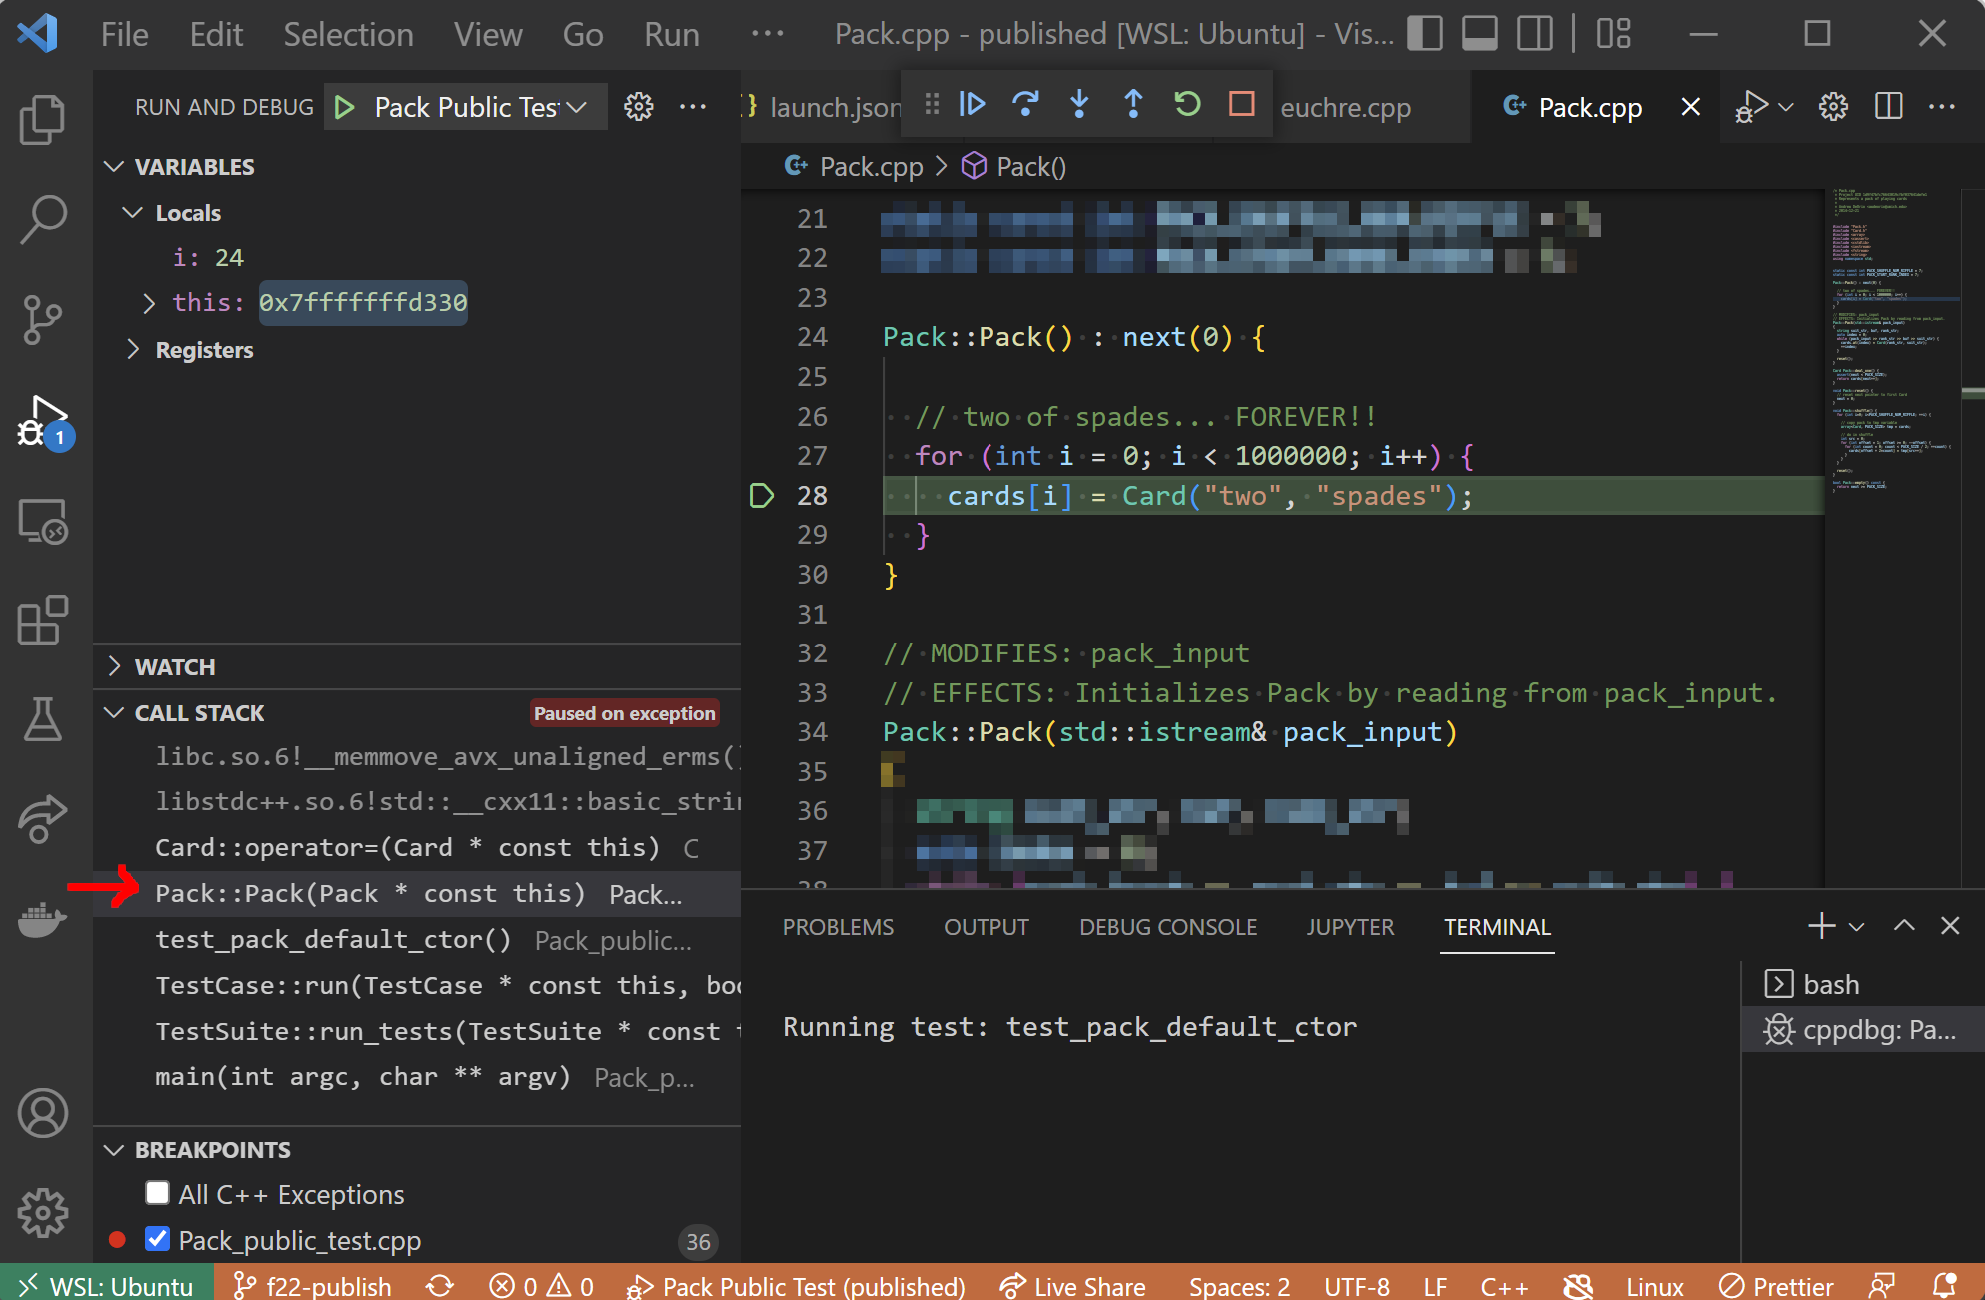 File Edit Selection View Go Run ··· Pack.cpp - published [WSL: Ubuntu] - Vis...
RUN AND DEBUG Pack Public Tes
launch.json euchre.cpp Pack.cpp
VARIABLES
Pack.cpp > Pack()
Locals
i: 24
this: 0x7fffffffd330
Registers
21
22
23
24 Pack::Pack() : next(0) {
25
26 // two of spades... FOREVER!!
27 for (int i = 0; i < 1000000; i++) {
28 cards[i] = Card("two", "spades");
29 }
30 }
31
32 // MODIFIES: pack_input
33 // EFFECTS: Initializes Pack by reading from pack_input.
34 Pack::Pack(std::istream& pack_input)
35
36
37
38
WATCH
CALL STACK Paused on exception
libc.so.6!__memmove_avx_unaligned_erms()
libstdc++.so.6!std::__cxx11::basic_strin
Card::operator=(Card * const this) C
Pack::Pack(Pack * const this) Pack...
test_pack_default_ctor() Pack_public...
TestCase::run(TestCase * const this, boo
TestSuite::run_tests(TestSuite * const t
main(int argc, char ** argv) Pack_p...
BREAKPOINTS
All C++ Exceptions
Pack_public_test.cpp 36
1
PROBLEMS OUTPUT DEBUG CONSOLE JUPYTER TERMINAL
Running test: test_pack_default_ctor
bash
cppdbg: Pa...
WSL: Ubuntu f22-publish 0 0 Pack Public Test (published) Live Share Spaces: 2 UTF-8 LF C++ Linux Prettier